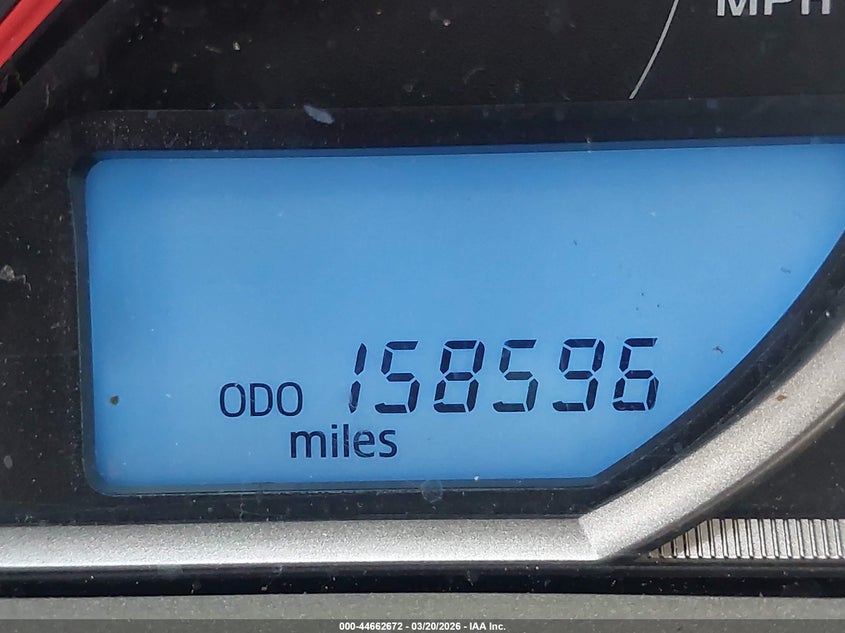 MPH
ODO 158596
miles
000-44662672 - 03/20/2026 - IAA Inc.